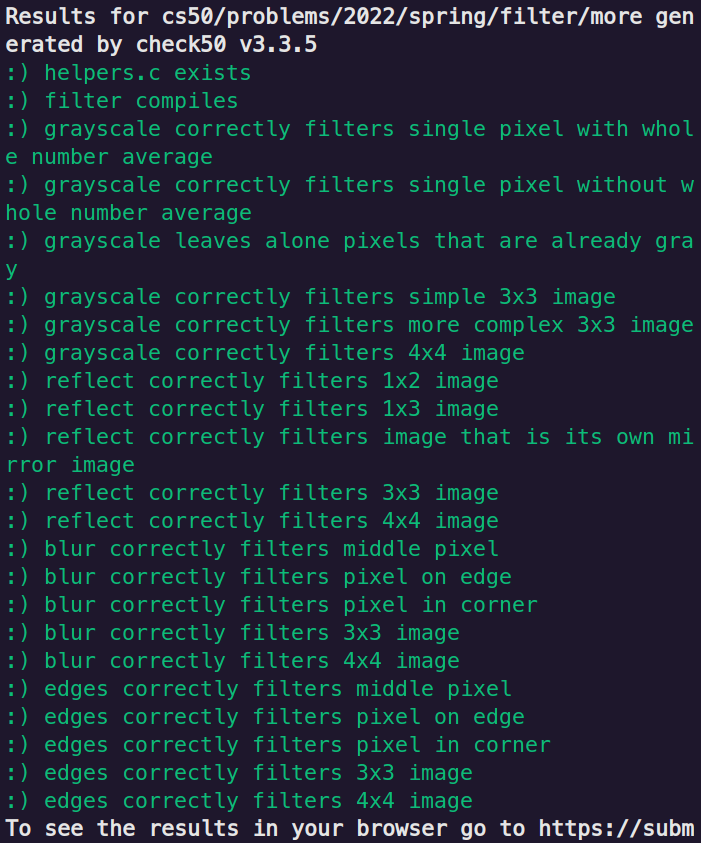 Results for cs50/problems/2022/spring/filter/more gen
erated by check50 v3.3.5
:) helpers.c exists
:) filter compiles
:) grayscale correctly filters single pixel with whol
e number average
:) grayscale correctly filters single pixel without w
hole number average
:) grayscale leaves alone pixels that are already gra
y
:) grayscale correctly filters simple 3x3 image
:) grayscale correctly filters more complex 3x3 image
:) grayscale correctly filters 4x4 image
:) reflect correctly filters 1x2 image
:) reflect correctly filters 1x3 image
:) reflect correctly filters image that is its own mi
rror image
:) reflect correctly filters 3x3 image
:) reflect correctly filters 4x4 image
:) blur correctly filters middle pixel
:) blur correctly filters pixel on edge
:) blur correctly filters pixel in corner
:) blur correctly filters 3x3 image
:) blur correctly filters 4x4 image
:) edges correctly filters middle pixel
:) edges correctly filters pixel on edge
:) edges correctly filters pixel in corner
:) edges correctly filters 3x3 image
:) edges correctly filters 4x4 image
To see the results in your browser go to https://subm